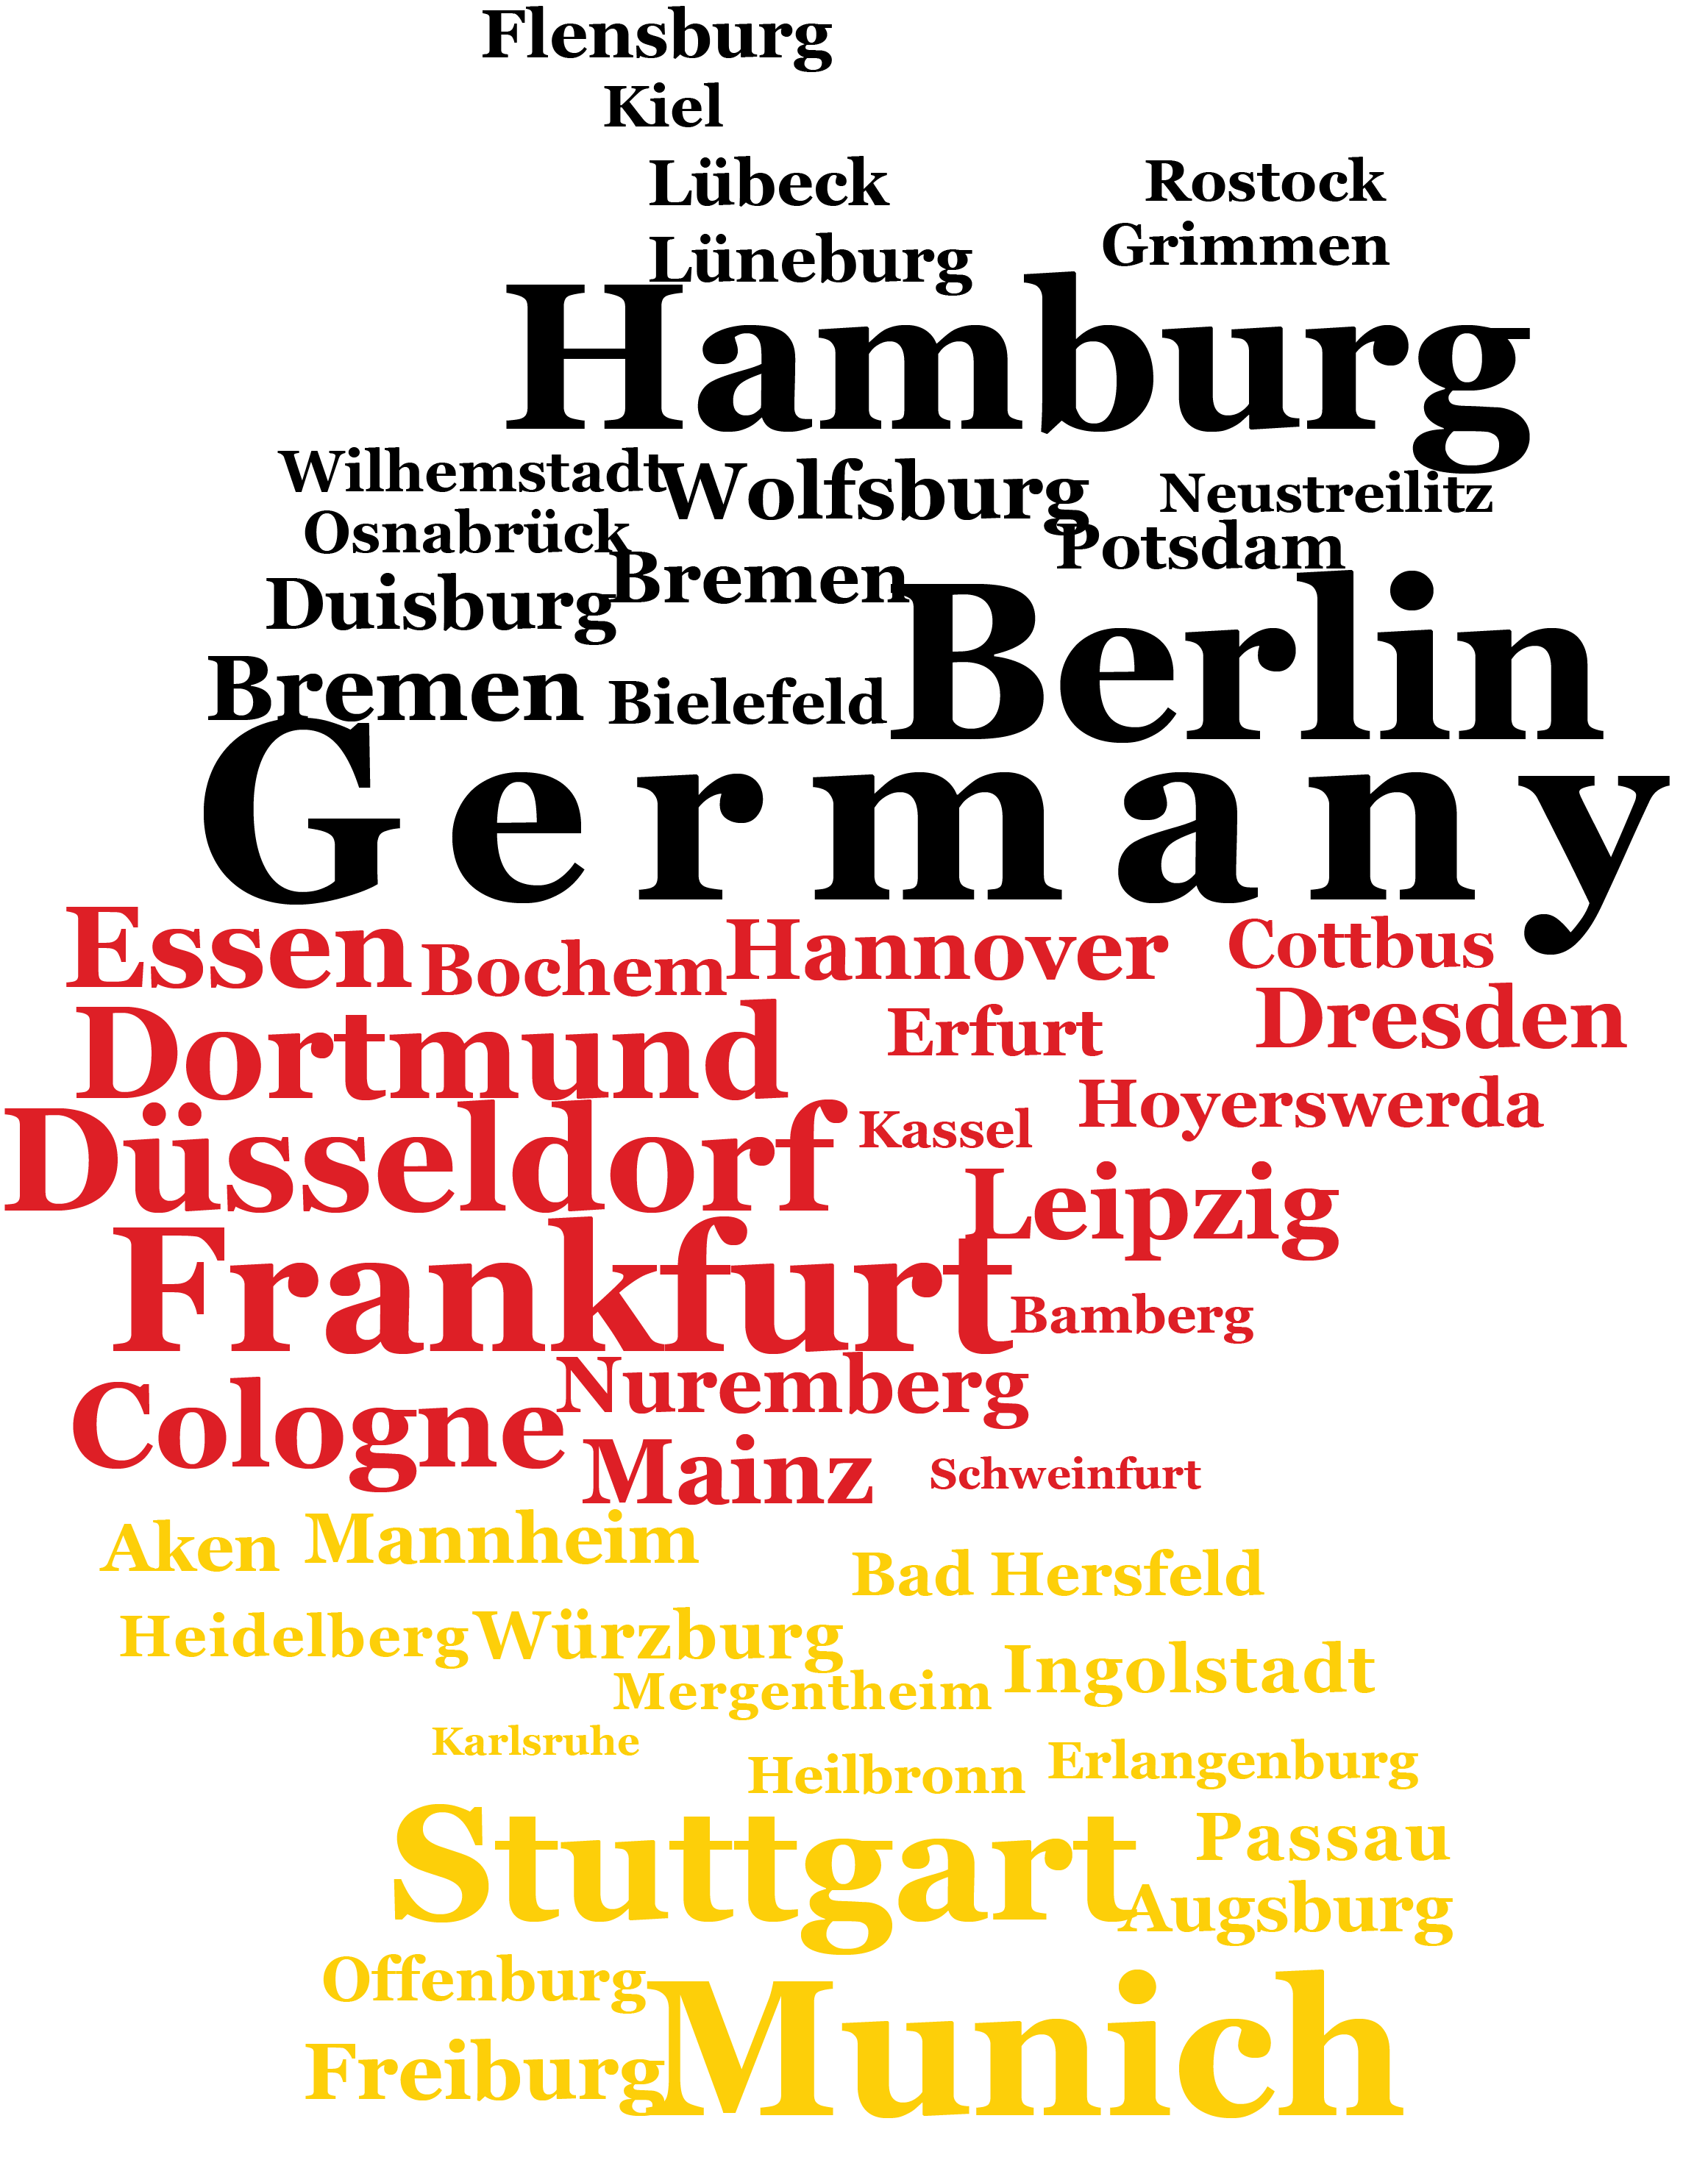 Flensburg
Kiel
Lübeck Rostock
Lüneburg Grimmen
Hamburg
Wilhemstadt Wolfsburg Neustreilitz
Osnabrück Potsdam
Duisburg Bremen
Berlin
Bremen Bielefeld
Germany
Essen Bochem Hannover Cottbus
Dortmund Erfurt Dresden
Düsseldorf Kassel Hoyerswerda
Leipzig
Frankfurt Bamberg
Cologne Nuremberg
Mainz Schweinfurt
Aken Mannheim Bad Hersfeld
Heidelberg Würzburg Ingolstadt
Mergentheim
Karlsruhe Heilbronn Erlangenburg
Stuttgart Passau
Augsburg
Offenburg
Freiburg Munich